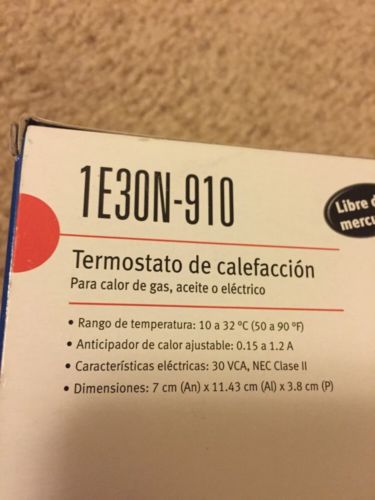 1E30N-910
Libre
Termostato de calefacción
Para calor de gas, aceite o eléctrico
• Rango de temperatura: 10 a 32 ºC (50 a 90 ºF)
• Anticipador de calor ajustable: 0.15 a 1.2 A
• Características eléctricas: 30 VCA, NEC Clase II
• Dimensiones: 7 cm (An) x 11.43 cm (Al) x 3.8 cm (P)